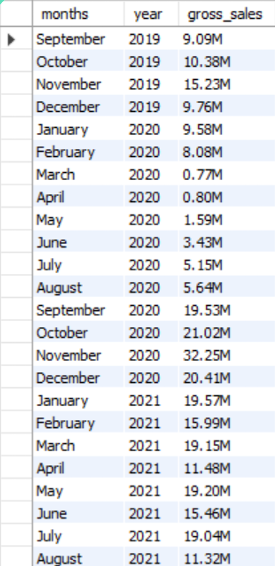 months year gross_sales
September 2019 9.09M
October 2019 10.38M
November 2019 15.23M
December 2019 9.76M
January 2020 9.58M
February 2020 8.08M
March 2020 0.77M
April 2020 0.80M
May 2020 1.59M
June 2020 3.43M
July 2020 5.15M
August 2020 5.64M
September 2020 19.53M
October 2020 21.02M
November 2020 32.25M
December 2020 20.41M
January 2021 19.57M
February 2021 15.99M
March 2021 19.15M
April 2021 11.48M
May 2021 19.20M
June 2021 15.46M
July 2021 19.04M
August 2021 11.32M